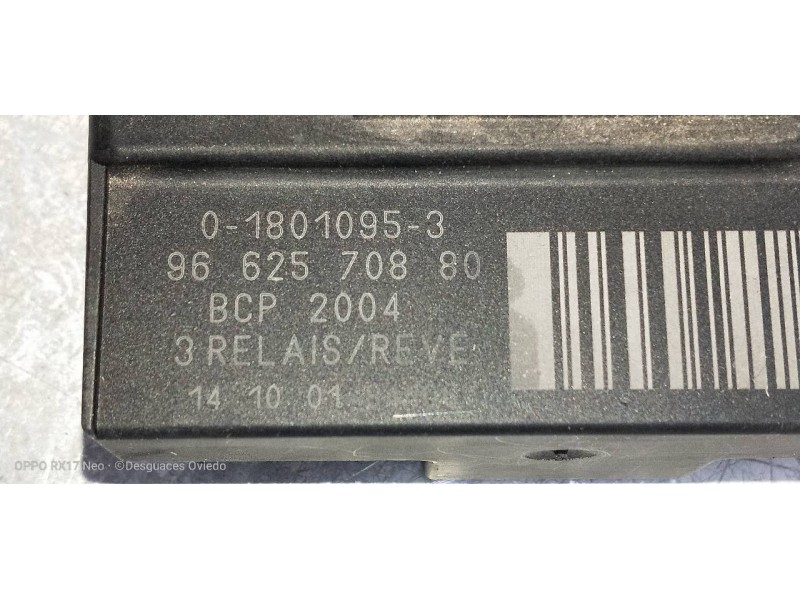 0-1801095-3
96 625 708 80
BCP 2004
3 RELAIS/REVE
14 10 01
OPPO RX17 Neo · ©Desguaces Oviedo